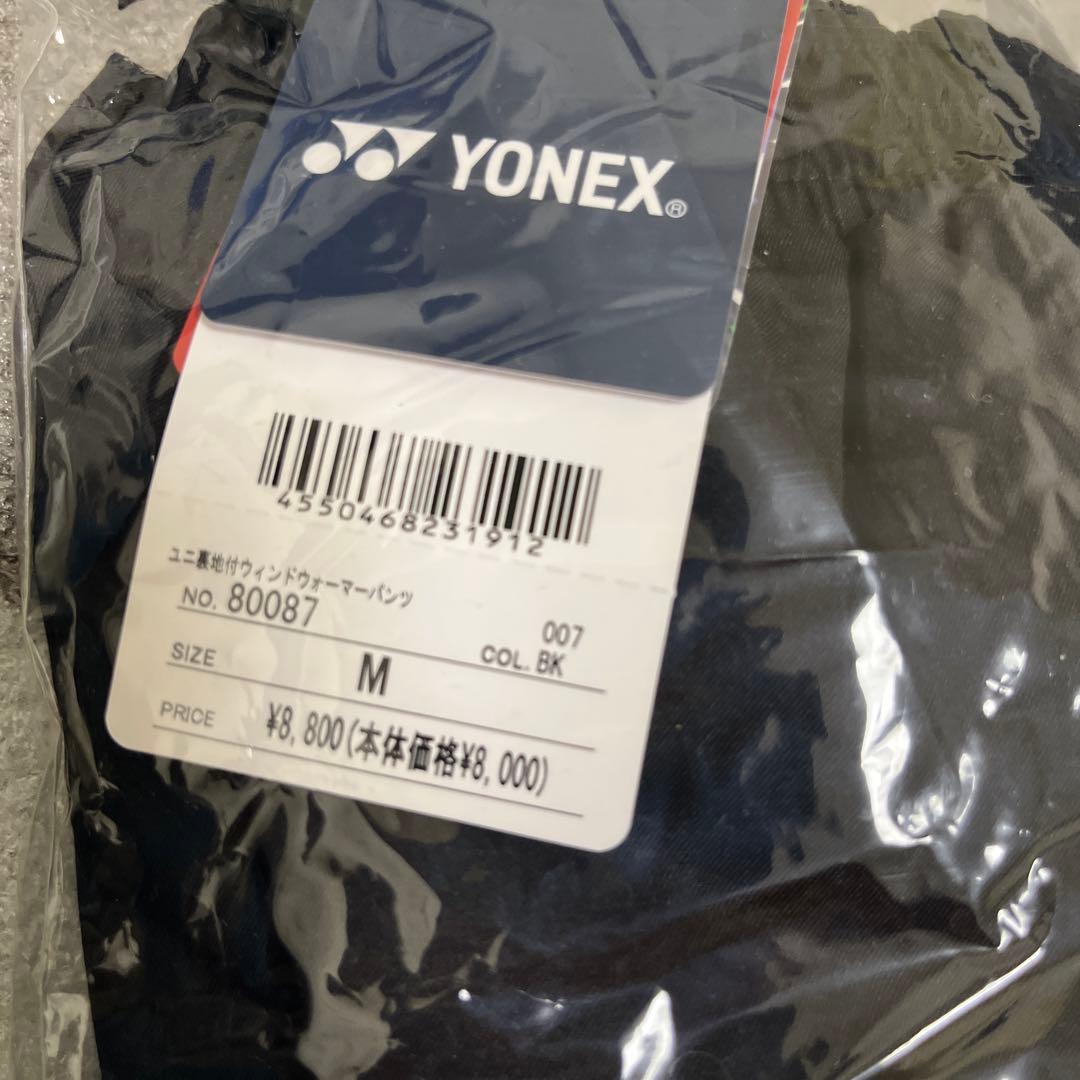 YONEX®
4550468231912
ユニ裏地付ウィンドウォーマーパンツ
NO. 80087
007
COL. BK
SIZE M
PRICE ¥8,800(本体価格¥8,000)